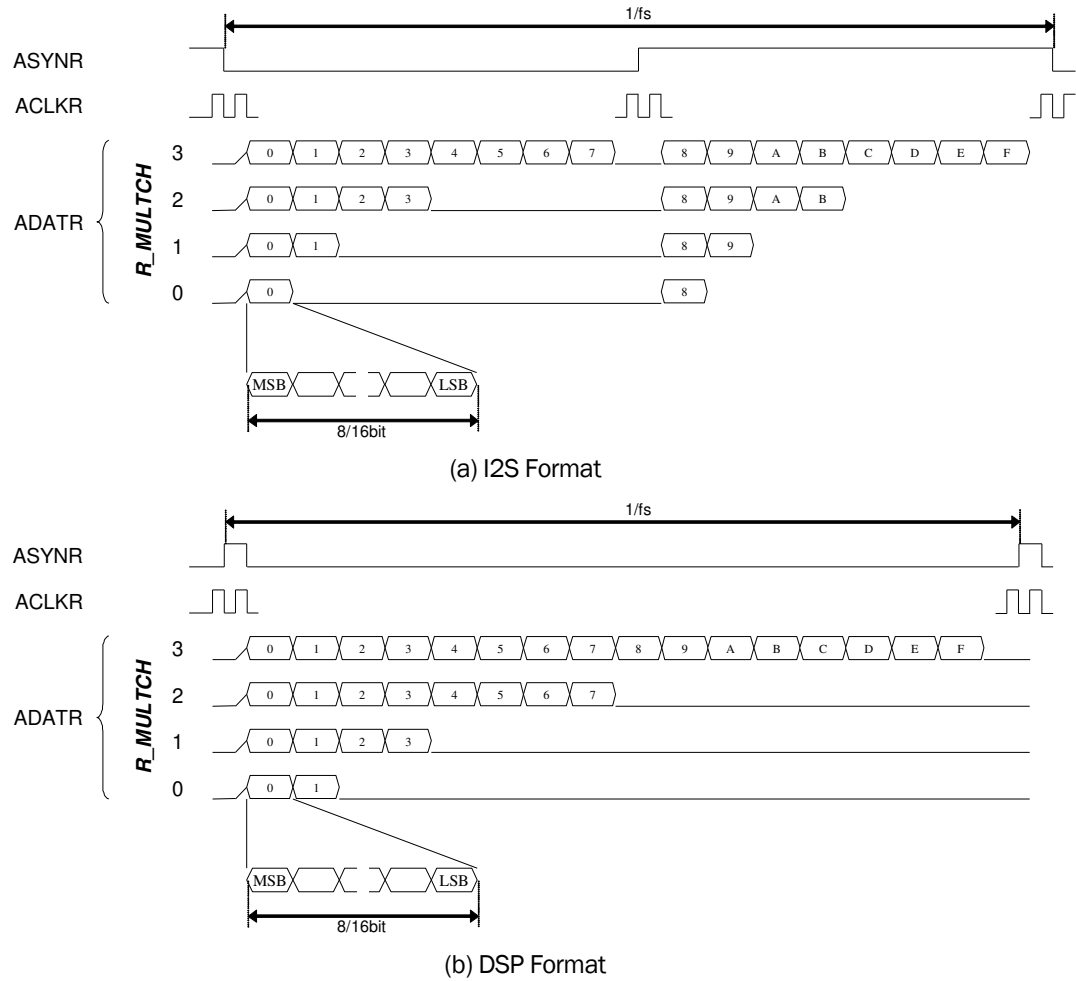 1/fs
ASYNR
ACLKR
ADATR
R_MULTCH
3 0 1 2 3 4 5 6 7 8 9 A B C D E F
2 0 1 2 3 8 9 A B
1 0 1 8 9
0 0 8
MSB LSB
8/16bit
(a) I2S Format
1/fs
ASYNR
ACLKR
ADATR
R_MULTCH
3 0 1 2 3 4 5 6 7 8 9 A B C D E F
2 0 1 2 3 4 5 6 7
1 0 1 2 3
0 0 1
MSB LSB
8/16bit
(b) DSP Format